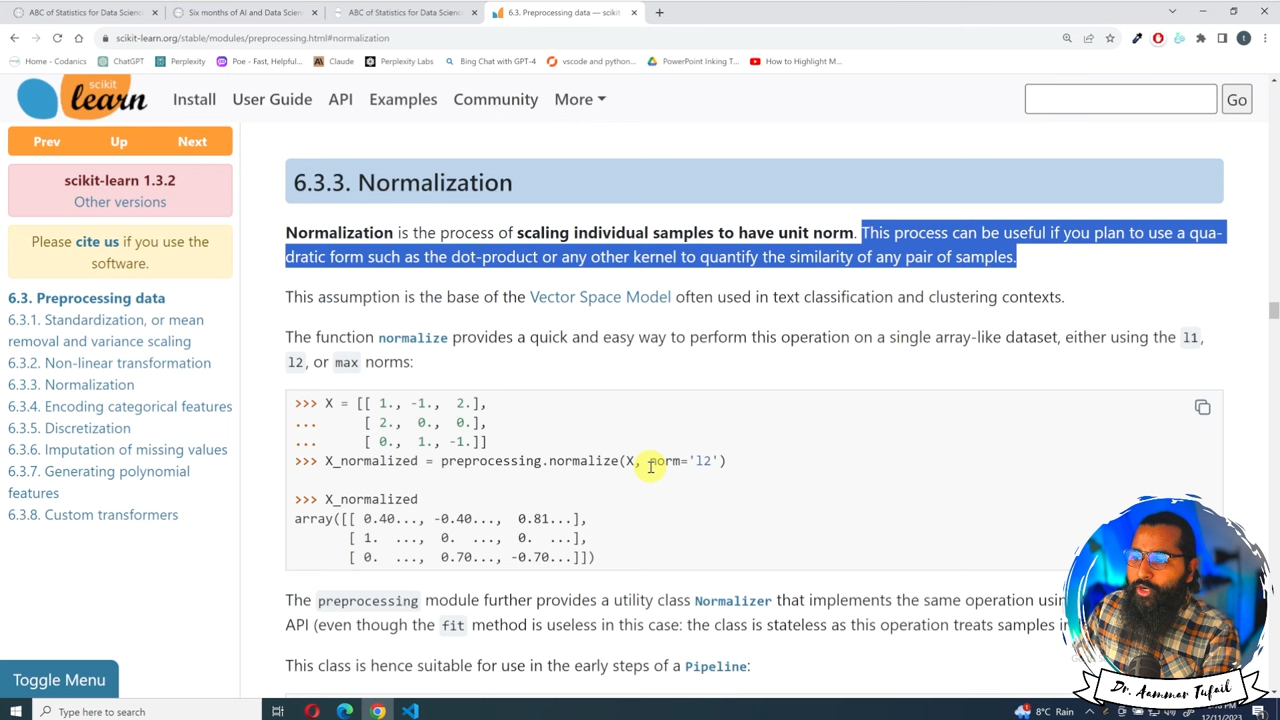 ABC of Statistics for Data Scien
Six months of AI and Data Scien
ABC of Statistics for Data Scien
6.3. Preprocessing data — scikit
scikit-learn.org/stable/modules/preprocessing.html#normalization
Home - Codanics
ChatGPT
Perplexity
Poe - Fast, Helpful...
Claude
Perplexity Labs
Bing Chat with GPT-4
vscode and python...
PowerPoint Inking T...
How to Highlight M...
scikit
learn
Install
User Guide
API
Examples
Community
More
Go
Prev
Up
Next
scikit-learn 1.3.2
Other versions
Please cite us if you use the
software.
6.3. Preprocessing data
6.3.1. Standardization, or mean
removal and variance scaling
6.3.2. Non-linear transformation
6.3.3. Normalization
6.3.4. Encoding categorical features
6.3.5. Discretization
6.3.6. Imputation of missing values
6.3.7. Generating polynomial
features
6.3.8. Custom transformers
Toggle Menu
6.3.3. Normalization
Normalization is the process of scaling individual samples to have unit norm. This process can be useful if you plan to use a qua-
dratic form such as the dot-product or any other kernel to quantify the similarity of any pair of samples.
This assumption is the base of the Vector Space Model often used in text classification and clustering contexts.
The function normalize provides a quick and easy way to perform this operation on a single array-like dataset, either using the l1,
l2, or max norms:
>>> X = [[ 1., -1.,  2.],
...      [ 2.,  0.,  0.],
...      [ 0.,  1., -1.]]
>>> X_normalized = preprocessing.normalize(X, norm='l2')
>>> X_normalized
array([[ 0.40..., -0.40...,  0.81...],
       [ 1.  ...,  0.  ...,  0.  ...],
       [ 0.  ...,  0.70..., -0.70...]])
The preprocessing module further provides a utility class Normalizer that implements the same operation usin
API (even though the fit method is useless in this case: the class is stateless as this operation treats samples in
This class is hence suitable for use in the early steps of a Pipeline:
Dr. Aammar Tufail
Type here to search
8°C Rain
12/11/2023